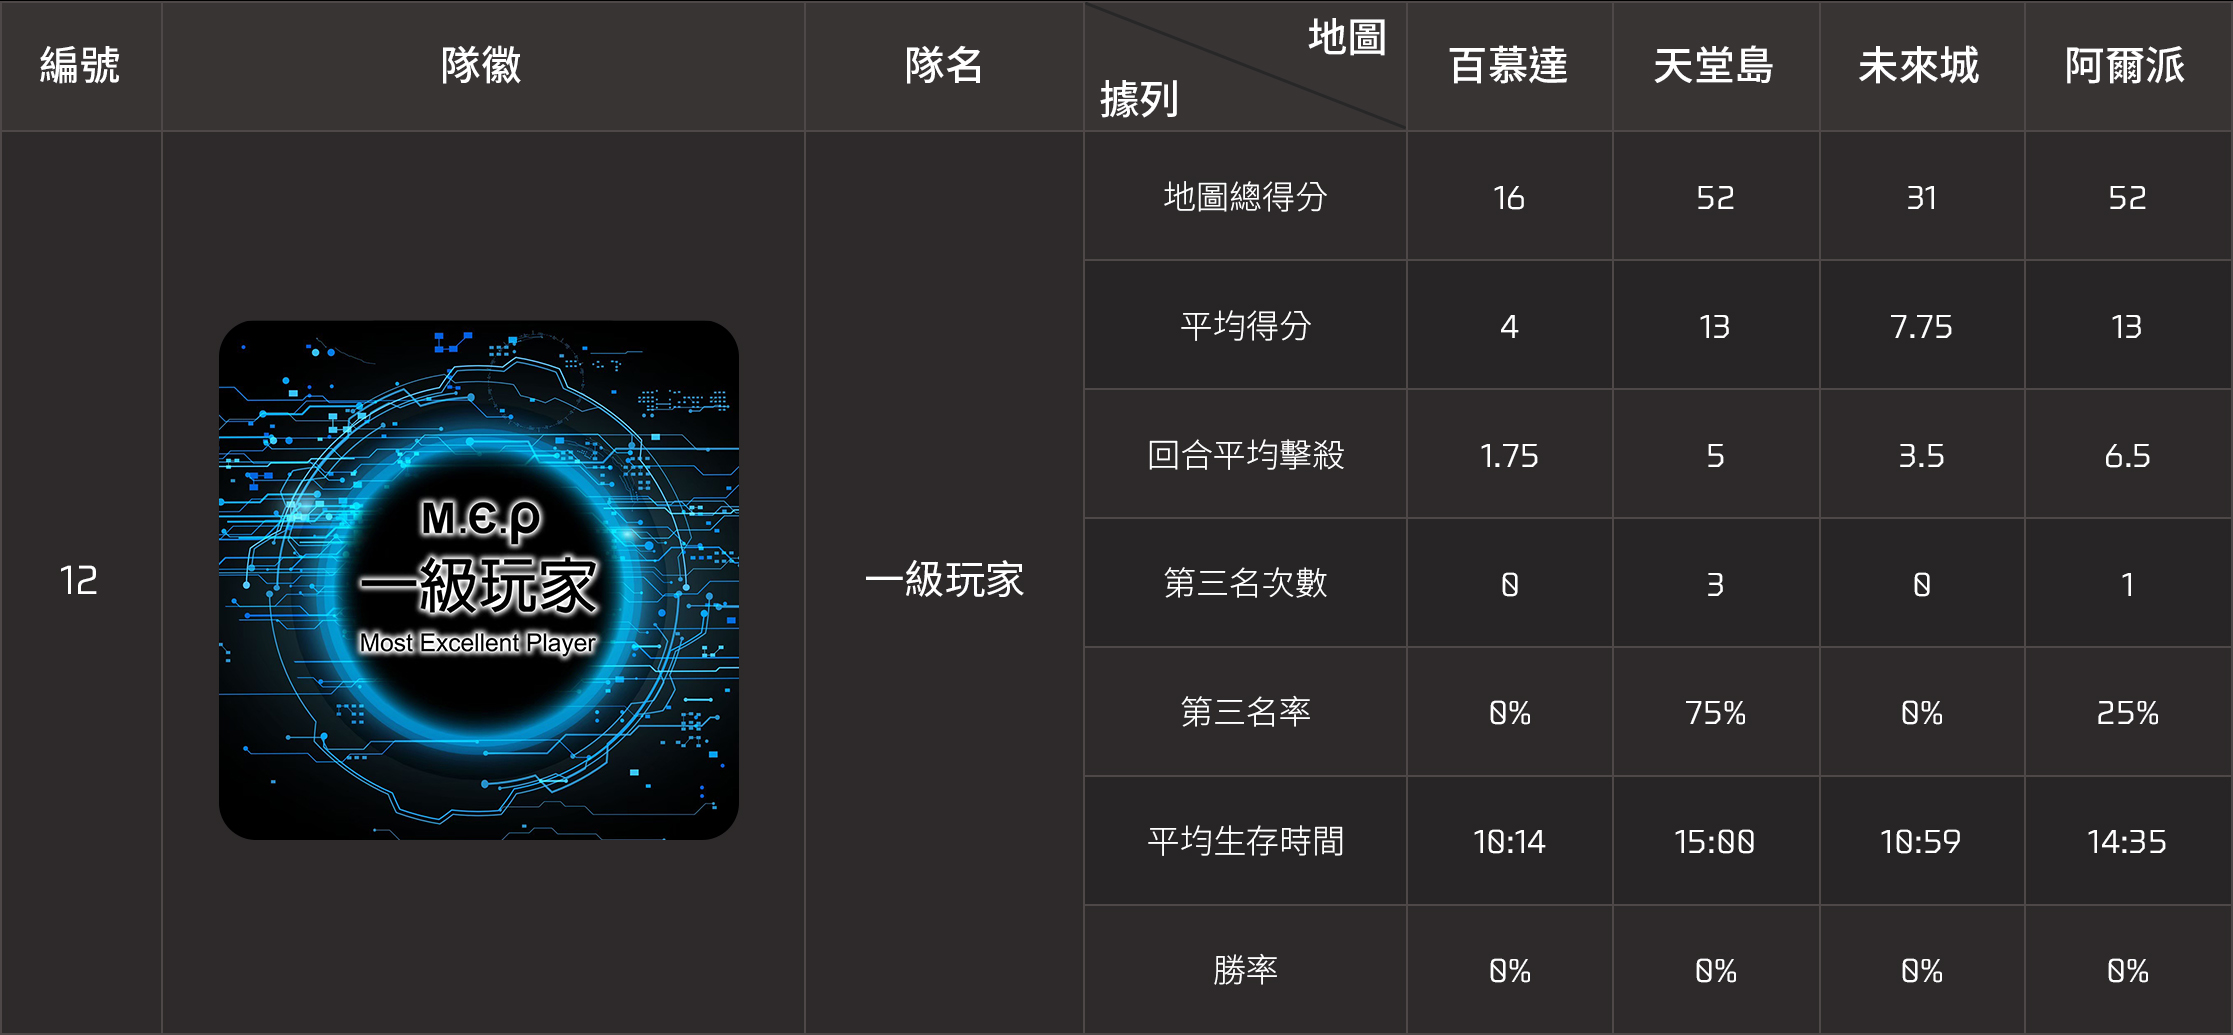 編號 隊徽 隊名 地圖 據列 百慕達 天堂島 未來城 阿爾派
地圖總得分 16 52 31 52
平均得分 4 13 7.75 13
回合平均擊殺 1.75 5 3.5 6.5
12
M.Є.ρ
一級玩家
Most Excellent Player
一級玩家
第三名次數 0 3 0 1
第三名率 0% 75% 0% 25%
平均生存時間 10:14 15:00 10:59 14:35
勝率 0% 0% 0% 0%